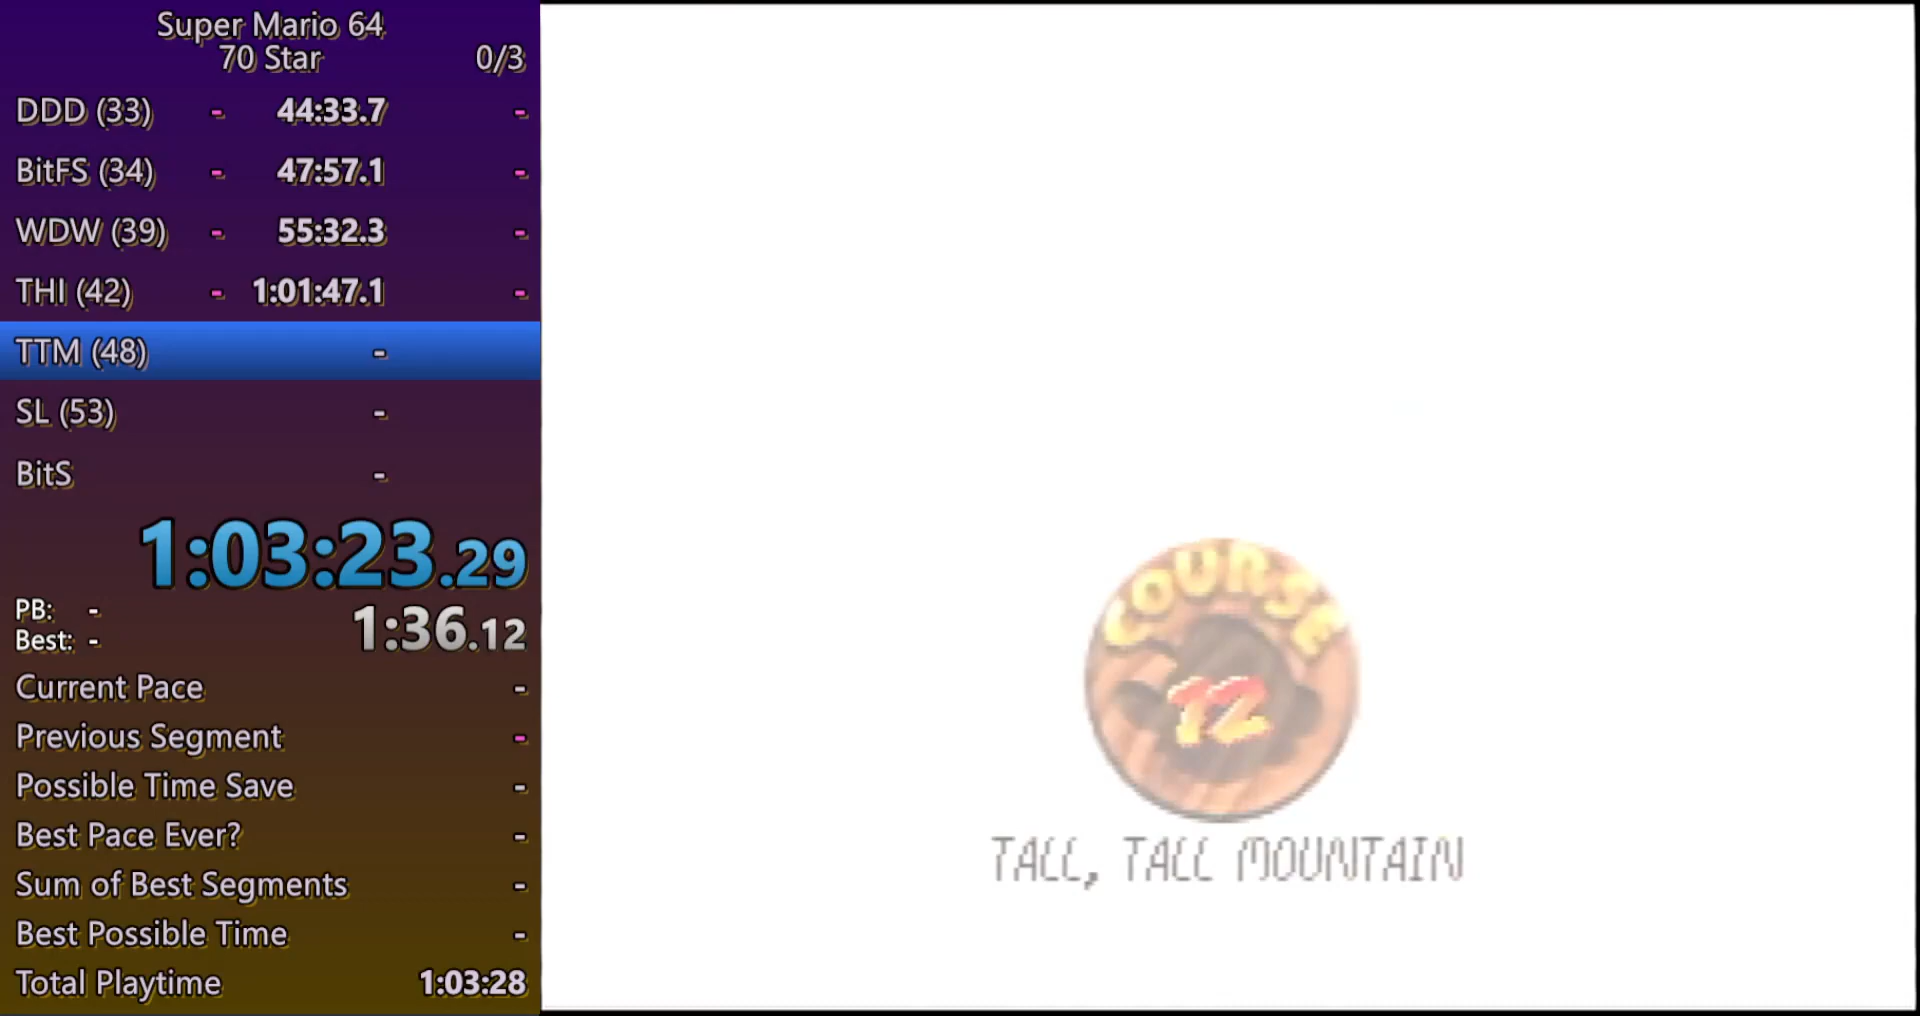 Super Mario 64
70 Star 0/3
DDD (33) - 44:33.7 -
BitFS (34) - 47:57.1 -
WDW (39) - 55:32.3 -
THI (42) - 1:01:47.1 -
TTM (48) -
SL (53) -
BitS -
1:03:23.29
PB: -
1:36.12
Best: -
Current Pace -
Previous Segment -
Possible Time Save -
Best Pace Ever? -
Sum of Best Segments -
Best Possible Time -
Total Playtime 1:03:28
COURSE
12
TALL, TALL MOUNTAIN